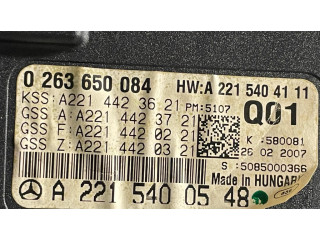 0 263 650 084 HW:A 221 540 41 11
KSS:A221 442 36 21 PM:5107 Q01
GSS A:A221 442 37 21
GSS F:A221 442 02 21 K :580081
GSS Z:A221 442 03 21 26 02 2007
S :5085000366
Made in HUNGARY
A 221 540 05 48